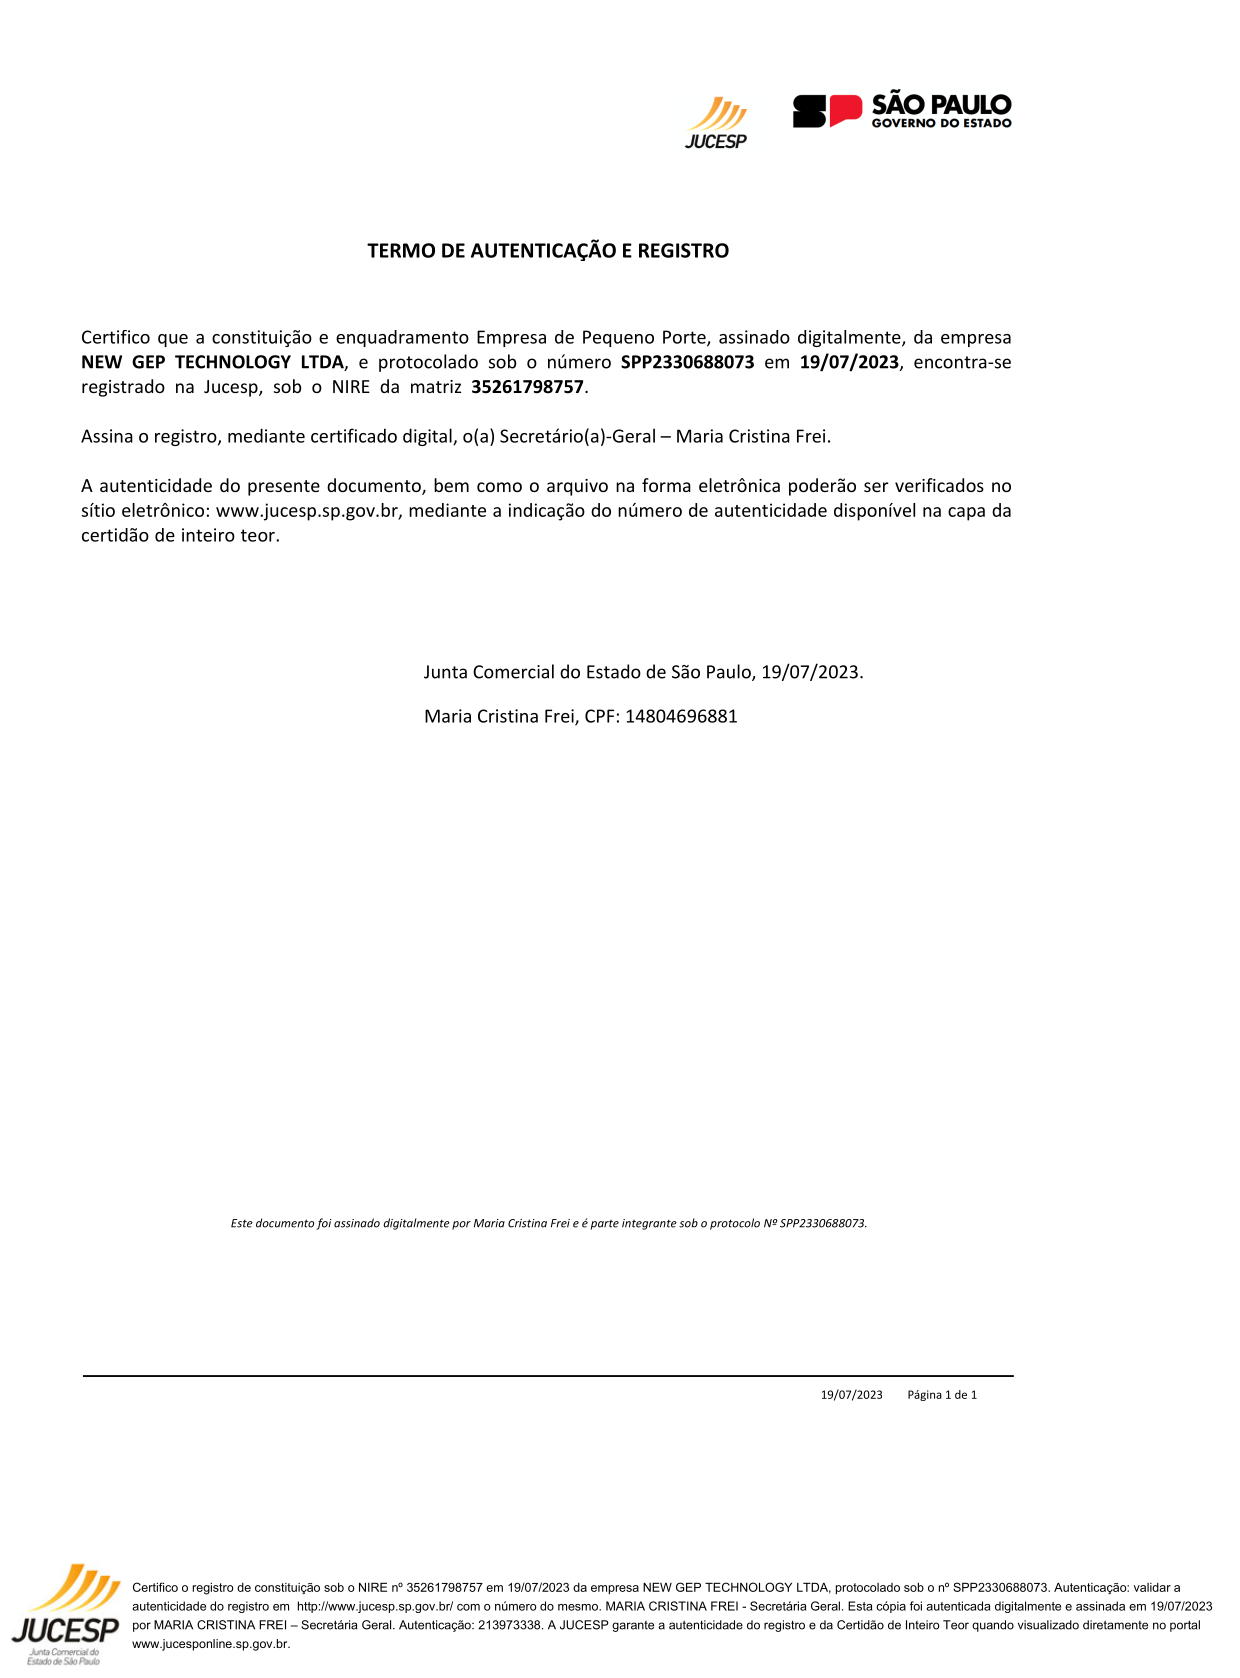 JUCESP
SÃO PAULO
GOVERNO DO ESTADO
TERMO DE AUTENTICAÇÃO E REGISTRO
Certifico que a constituição e enquadramento Empresa de Pequeno Porte, assinado digitalmente, da empresa
NEW GEP TECHNOLOGY LTDA, e protocolado sob o número SPP2330688073 em 19/07/2023, encontra-se
registrado na Jucesp, sob o NIRE da matriz 35261798757.
Assina o registro, mediante certificado digital, o(a) Secretário(a)-Geral – Maria Cristina Frei.
A autenticidade do presente documento, bem como o arquivo na forma eletrônica poderão ser verificados no
sítio eletrônico: www.jucesp.sp.gov.br, mediante a indicação do número de autenticidade disponível na capa da
certidão de inteiro teor.
Junta Comercial do Estado de São Paulo, 19/07/2023.
Maria Cristina Frei, CPF: 14804696881
Este documento foi assinado digitalmente por Maria Cristina Frei e é parte integrante sob o protocolo Nº SPP2330688073.
19/07/2023 Página 1 de 1
JUCESP
Junta Comercial do
Estado de São Paulo
Certifico o registro de constituição sob o NIRE nº 35261798757 em 19/07/2023 da empresa NEW GEP TECHNOLOGY LTDA, protocolado sob o nº SPP2330688073. Autenticação: validar a
autenticidade do registro em http://www.jucesp.sp.gov.br/ com o número do mesmo. MARIA CRISTINA FREI - Secretária Geral. Esta cópia foi autenticada digitalmente e assinada em 19/07/2023
por MARIA CRISTINA FREI – Secretária Geral. Autenticação: 213973338. A JUCESP garante a autenticidade do registro e da Certidão de Inteiro Teor quando visualizado diretamente no portal
www.jucesponline.sp.gov.br.